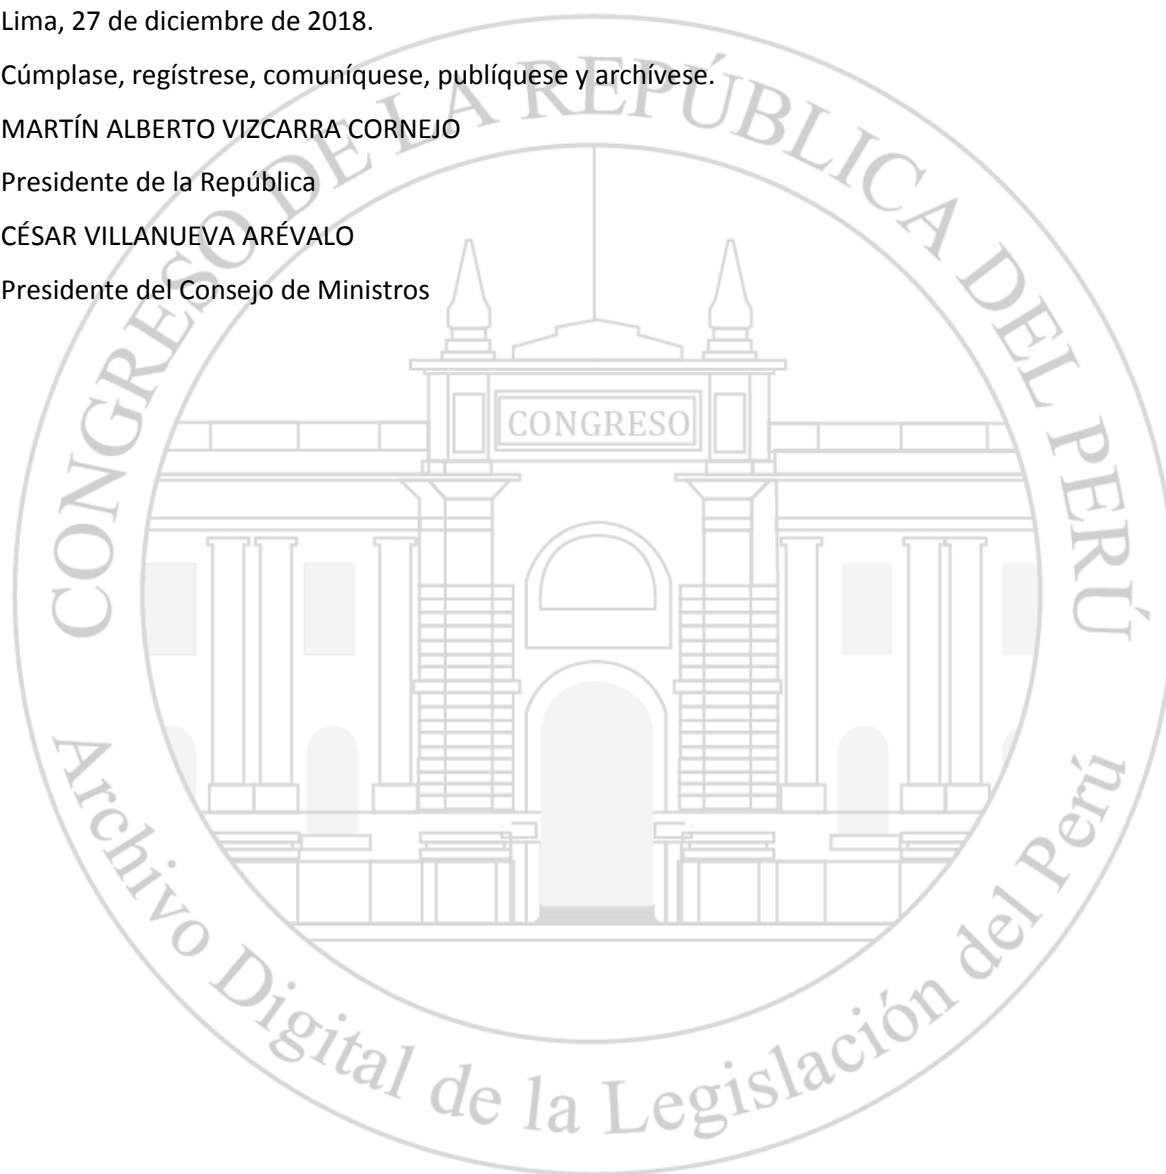 Lima, 27 de diciembre de 2018.
Cúmplase, regístrese, comuníquese, publíquese y archívese.
MARTÍN ALBERTO VIZCARRA CORNEJO
Presidente de la República
CÉSAR VILLANUEVA ARÉVALO
Presidente del Consejo de Ministros
CONGRESO DE LA REPÚBLICA DEL PERÚ
CONGRESO
Archivo Digital de la Legislación del Perú